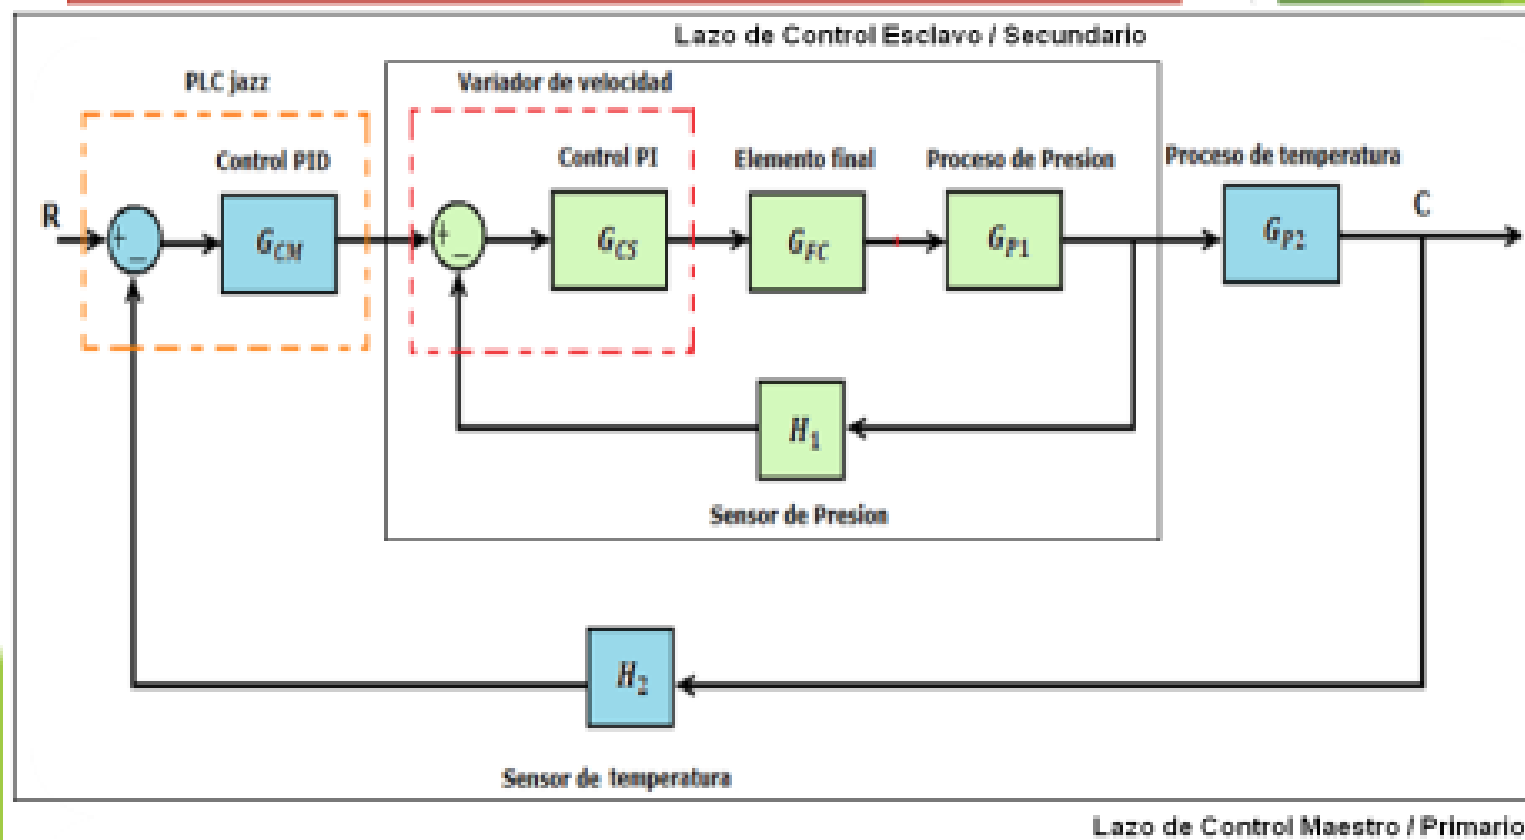 Lazo de Control Esclavo / Secundario
PLC jazz
Variador de velocidad
Control PID
Control PI
Elemento final
Proceso de Presion
Proceso de temperatura
R
+
−
G_CM
+
−
G_CS
G_FC
G_P1
G_P2
C
H_1
Sensor de Presion
H_2
Sensor de temperatura
Lazo de Control Maestro / Primario